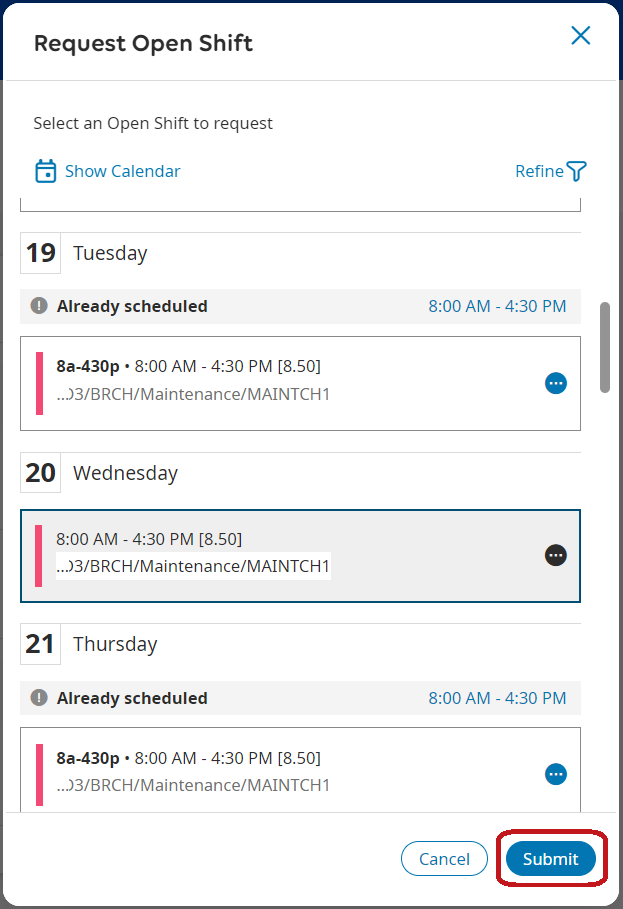 Request Open Shift
Select an Open Shift to request
Show Calendar
Refine
19 Tuesday
Already scheduled 8:00 AM - 4:30 PM
8a-430p • 8:00 AM - 4:30 PM [8.50]
.../BRCH/Maintenance/MAINTCH1
20 Wednesday
8:00 AM - 4:30 PM [8.50]
.../BRCH/Maintenance/MAINTCH1
21 Thursday
Already scheduled 8:00 AM - 4:30 PM
8a-430p • 8:00 AM - 4:30 PM [8.50]
.../BRCH/Maintenance/MAINTCH1
Cancel Submit